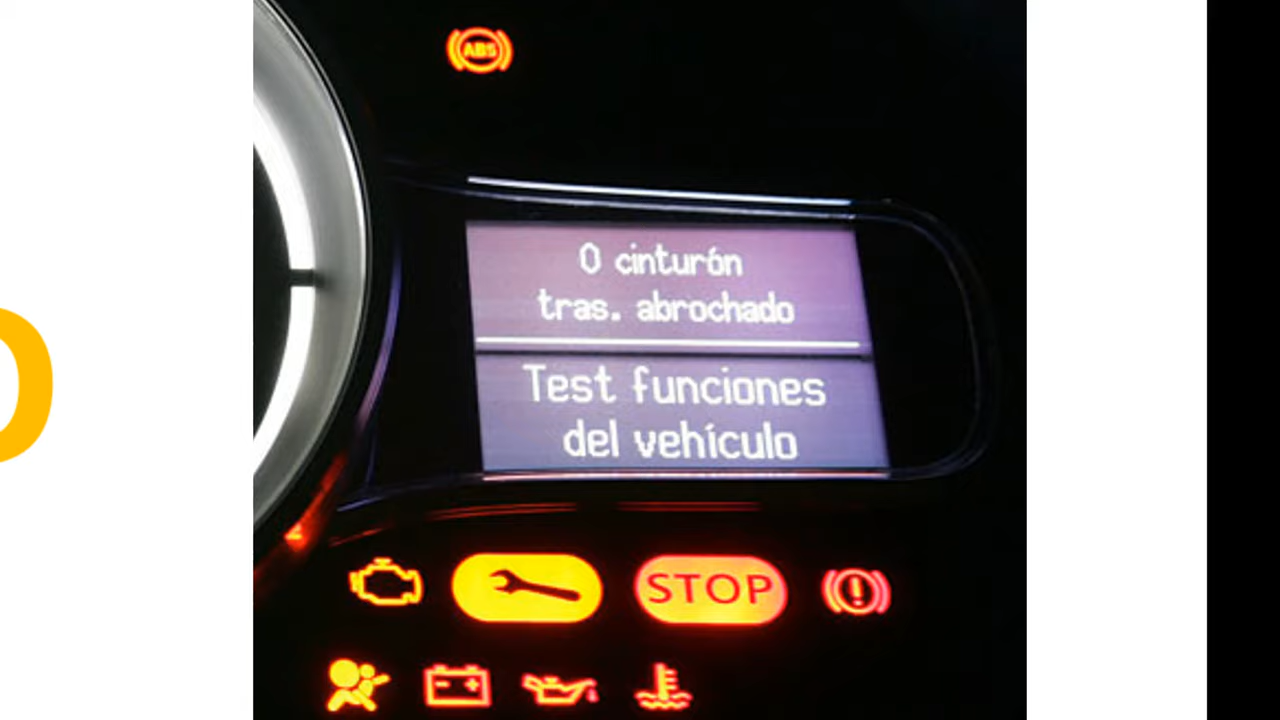 ABS
0 cinturón
tras. abrochado
Test funciones
del vehículo
STOP